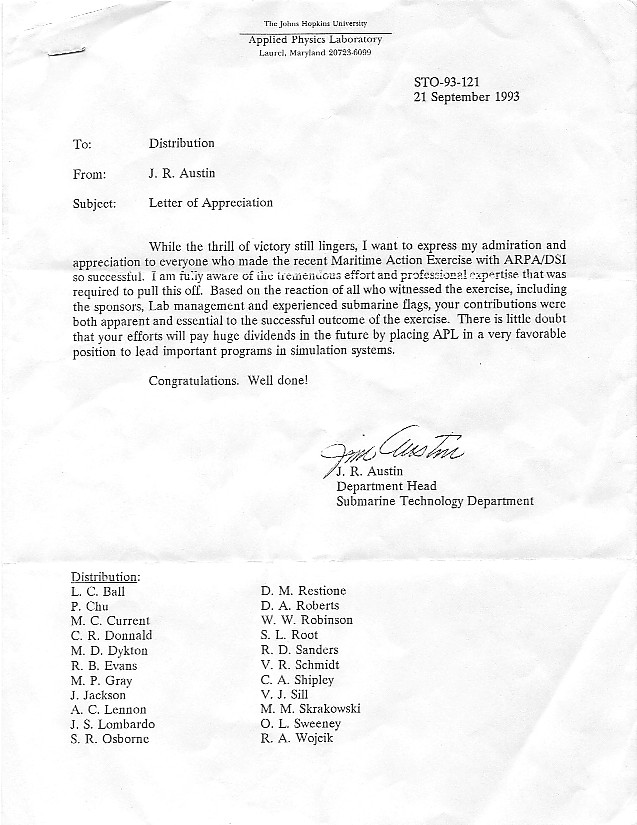 The Johns Hopkins University
Applied Physics Laboratory
Laurel, Maryland 20723-6099
STO-93-121
21 September 1993
To: Distribution
From: J. R. Austin
Subject: Letter of Appreciation
While the thrill of victory still lingers, I want to express my admiration and
appreciation to everyone who made the recent Maritime Action Exercise with ARPA/DSI
so successful. I am fully aware of the tremendous effort and professional expertise that was
required to pull this off. Based on the reaction of all who witnessed the exercise, including
the sponsors, Lab management and experienced submarine flags, your contributions were
both apparent and essential to the successful outcome of the exercise. There is little doubt
that your efforts will pay huge dividends in the future by placing APL in a very favorable
position to lead important programs in simulation systems.
Congratulations. Well done!
Jim Austin
J. R. Austin
Department Head
Submarine Technology Department
Distribution:
L. C. Ball
P. Chu
M. C. Current
C. R. Donnald
M. D. Dykton
R. B. Evans
M. P. Gray
J. Jackson
A. C. Lennon
J. S. Lombardo
S. R. Osborne
D. M. Restione
D. A. Roberts
W. W. Robinson
S. L. Root
R. D. Sanders
V. R. Schmidt
C. A. Shipley
V. J. Sill
M. M. Skrakowski
O. L. Sweeney
R. A. Wojcik